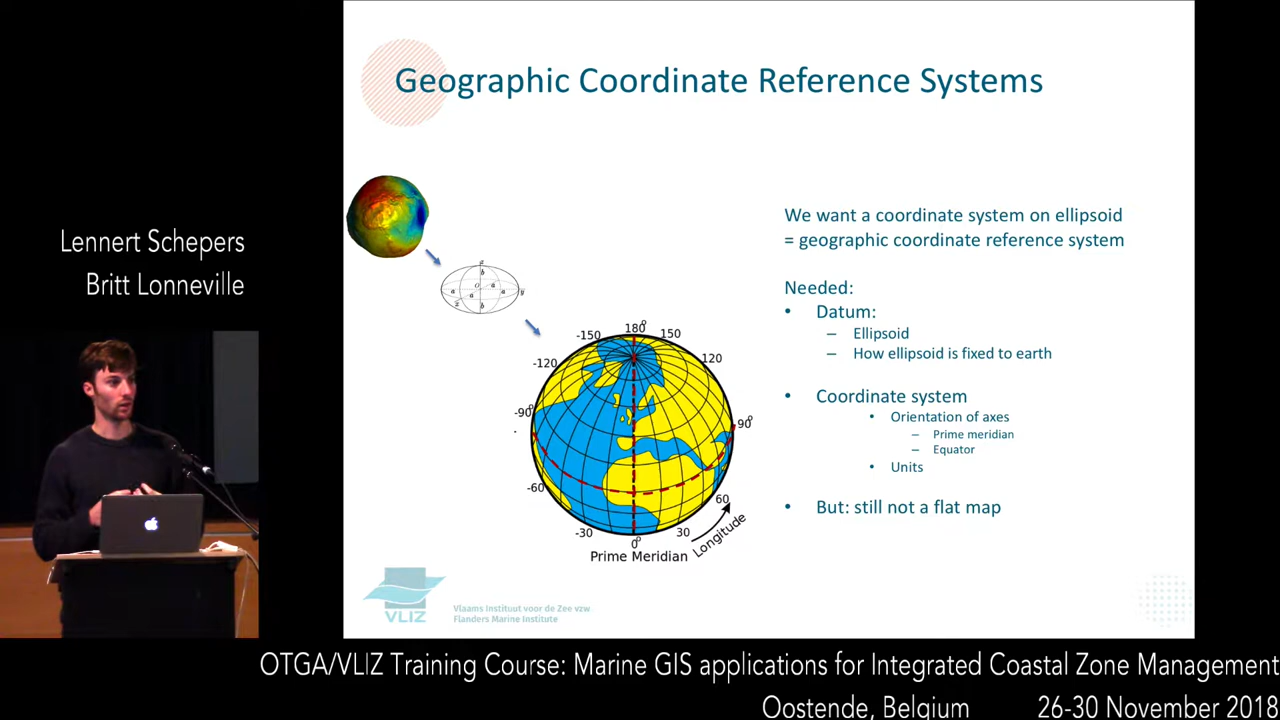 Geographic Coordinate Reference Systems
Lennert Schepers
Britt Lonneville
We want a coordinate system on ellipsoid
= geographic coordinate reference system
Needed:
• Datum:
– Ellipsoid
– How ellipsoid is fixed to earth
• Coordinate system
• Orientation of axes
– Prime meridian
– Equator
• Units
• But: still not a flat map
z
b
O
a
a
a
a
y
x
b
180°
-150
150
-120
120
-90°
90°
-60
60
-30
0°
30
Longitude
Prime Meridian
VLIZ
Vlaams Instituut voor de Zee vzw
Flanders Marine Institute
OTGA/VLIZ Training Course: Marine GIS applications for Integrated Coastal Zone Management
Oostende, Belgium 26-30 November 2018